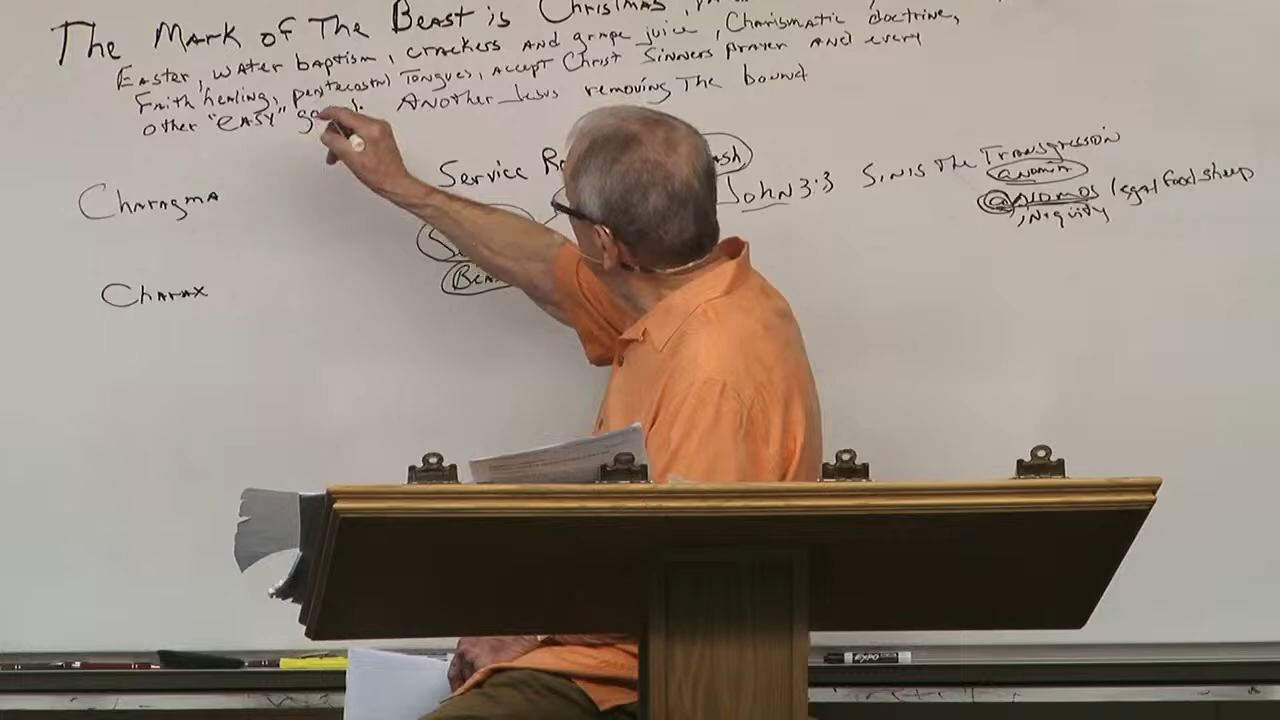 The Mark of The Beast is Christmas,
Easter, water baptism, crackers and grape juice, Charismatic doctrine,
Faith healing, pentecostal Tongues, accept Christ Sinners prayer and every
other "easy" Another Jesus removing The bound
Service
John 3:3 Sin is The Transgression
anomia
Charagma
anomos legal food sheep
iniquity
Charax